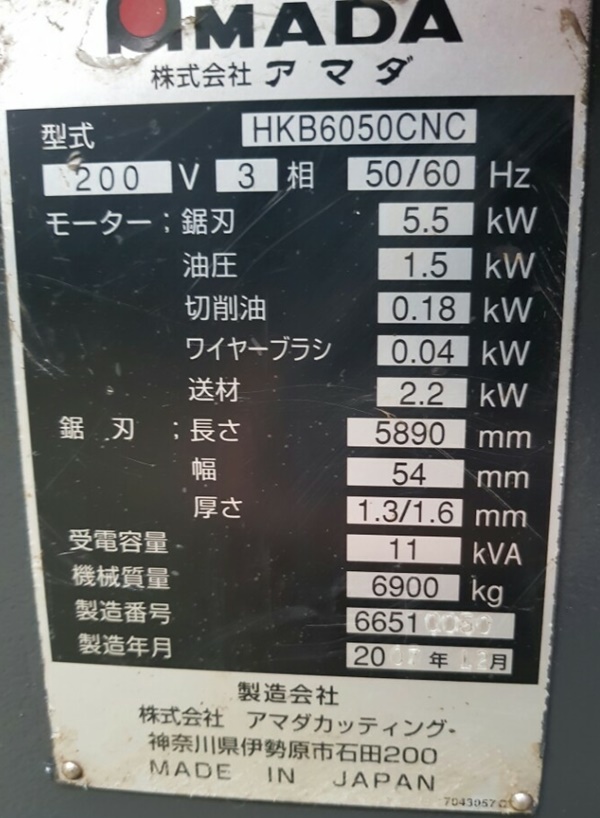 AMADA
株式会社 アマダ
型式 HKB6050CNC
200 V 3 相 50/60 Hz
モーター ; 鋸刃 5.5 kW
油圧 1.5 kW
切削油 0.18 kW
ワイヤーブラシ 0.04 kW
送材 2.2 kW
鋸 刃 ; 長さ 5890 mm
幅 54 mm
厚さ 1.3/1.6 mm
受電容量 11 kVA
機械質量 6900 kg
製造番号 6651
製造年月 20 年 月
製造会社
株式会社 アマダカッティング
神奈川県伊勢原市石田200
MADE IN JAPAN